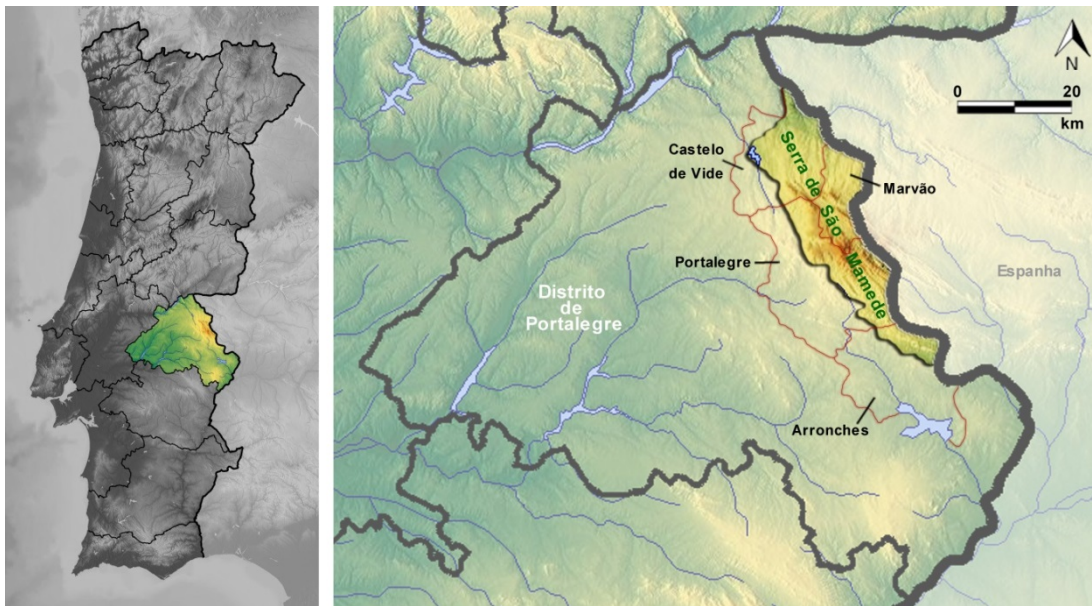 N
0 20
km
Castelo
de Vide
Serra de São Mamede
Marvão
Portalegre
Espanha
Distrito
de
Portalegre
Arronches